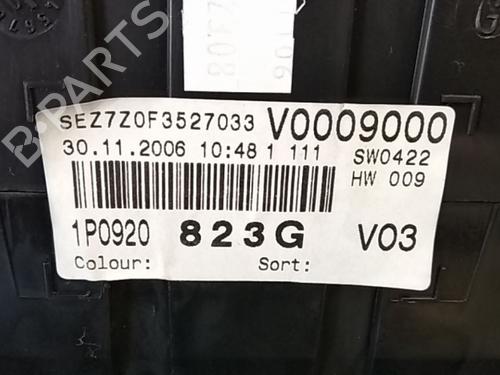 B-PARTS
SEZ7Z0F3527033 V0009000
30.11.2006 10:48 1 111 SW0422
HW 009
1P0920 823G V03
Colour: Sort: